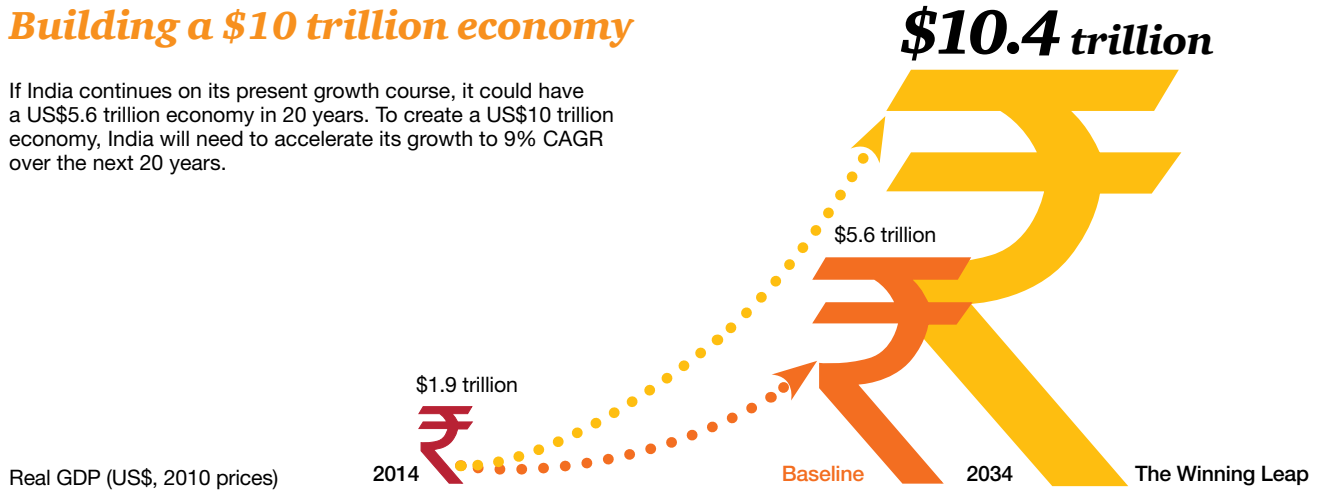 Building a $10 trillion economy
If India continues on its present growth course, it could have
a US$5.6 trillion economy in 20 years. To create a US$10 trillion
economy, India will need to accelerate its growth to 9% CAGR
over the next 20 years.
$10.4 trillion
$5.6 trillion
$1.9 trillion
Real GDP (US$, 2010 prices)
2014
Baseline
2034
The Winning Leap